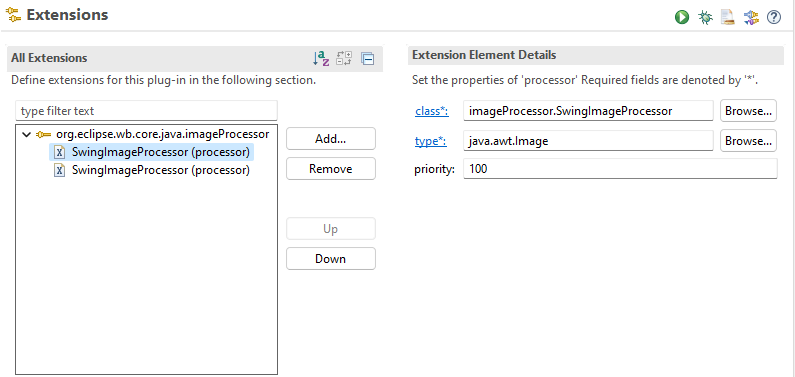 Extensions
All Extensions
Define extensions for this plug-in in the following section.
type filter text
org.eclipse.wb.core.java.imageProcessor
SwingImageProcessor (processor)
SwingImageProcessor (processor)
Add...
Remove
Up
Down
Extension Element Details
Set the properties of 'processor' Required fields are denoted by '*'.
class*: imageProcessor.SwingImageProcessor Browse...
type*: java.awt.Image Browse...
priority: 100